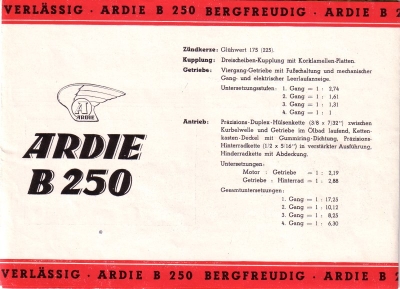 VERLÄSSIG · ARDIE B 250 BERGFREUDIG · ARDIE B 2
Zündkerze: Glühwert 175 (225).
Kupplung: Dreischeiben-Kupplung mit Korklamellen-Platten.
Getriebe: Viergang-Getriebe mit Fußschaltung und mechanischer
Gang- und elektrischer Leerlaufanzeige.
Untersetzungsstufen: 1. Gang = 1 : 2,74
2. Gang = 1 : 1,61
3. Gang = 1 : 1,31
4. Gang = 1 : 1
Antrieb: Präzisions-Duplex-Hülsenkette (3/8 x 7/32") zwischen
Kurbelwelle und Getriebe im Ölbad laufend, Ketten-
kasten-Deckel mit Gummiring-Dichtung, Präzisions-
Hinterradkette (1/2 x 5/16") in verstärkter Ausführung,
Hinderradkette mit Abdeckung.
Untersetzungen:
Motor : Getriebe = 1 : 2,19
Getriebe : Hinterrad = 1 : 2,88
Gesamtuntersetzungen:
1. Gang = 1 : 17,25
2. Gang = 1 : 10,12
3. Gang = 1 : 8,25
4. Gang = 1 : 6,30
AJ
ARDIE
ARDIE
B 250
VERLÄSSIG · ARDIE B 250 BERGFREUDIG · ARDIE B 2